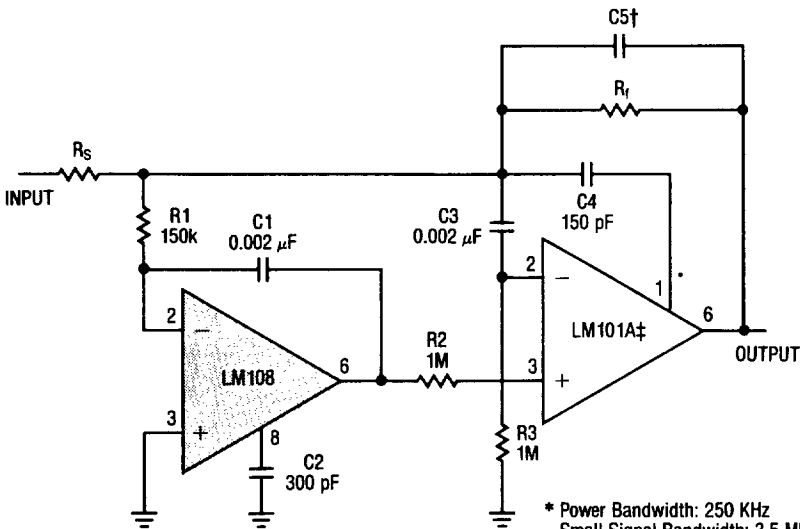 C5†
Rf
RS
INPUT
R1
150k
C1
0.002 μF
C3
0.002 μF
C4
150 pF
2
3
6
8
LM108
C2
300 pF
R2
1M
2
3
1
6
LM101A‡
OUTPUT
R3
1M
* Power Bandwidth: 250 KHz